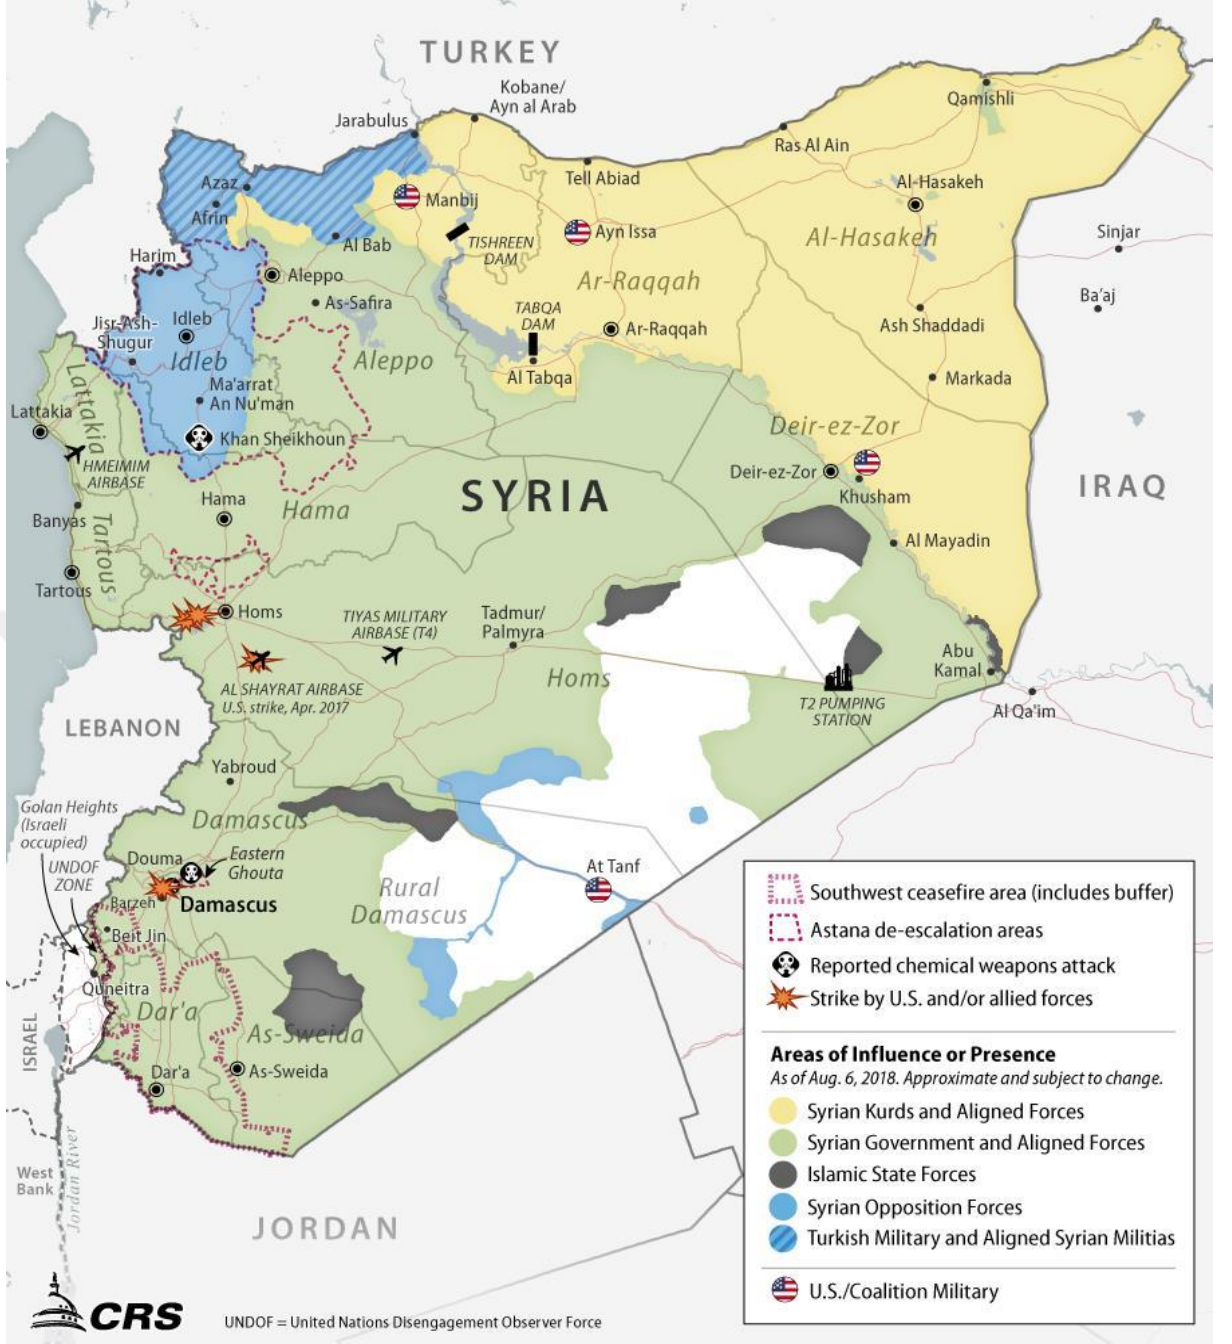 TURKEY
Kobane/
Ayn al Arab
Jarabulus
Qamishli
Ras Al Ain
Tell Abiad
Azaz
Al-Hasakeh
Manbij
Afrin
Ayn Issa
Al-Hasakeh
Sinjar
Al Bab
TISHREEN
DAM
Harim
Aleppo
Ar-Raqqah
Ba'aj
As-Safira
TABQA
DAM
Jisr-Ash-
Shugur
Idleb
Ar-Raqqah
Ash Shaddadi
Idleb
Aleppo
Al Tabqa
Markada
Ma'arrat
An Nu'man
Lattakia
Lattakia
Khan Sheikhoun
Deir-ez-Zor
HMEIMIM
AIRBASE
Deir-ez-Zor
SYRIA
IRAQ
Khusham
Hama
Hama
Banyas
Tartous
Al Mayadin
Tartous
Homs
TIYAS MILITARY
AIRBASE (T4)
Tadmur/
Palmyra
Abu
Kamal
Homs
AL SHAYRAT AIRBASE
U.S. strike, Apr. 2017
T2 PUMPING
STATION
Al Qa'im
LEBANON
Yabroud
Golan Heights
(Israeli
occupied)
Damascus
UNDOF
ZONE
Douma
Eastern
Ghouta
At Tanf
Rural
Damascus
Barzeh
Damascus
Beit Jin
Quneitra
Dar'a
As-Sweida
ISRAEL
Dar'a
As-Sweida
West
Bank
Jordan River
JORDAN
Southwest ceasefire area (includes buffer)
Astana de-escalation areas
Reported chemical weapons attack
Strike by U.S. and/or allied forces
Areas of Influence or Presence
As of Aug. 6, 2018. Approximate and subject to change.
Syrian Kurds and Aligned Forces
Syrian Government and Aligned Forces
Islamic State Forces
Syrian Opposition Forces
Turkish Military and Aligned Syrian Militias
U.S./Coalition Military
CRS
UNDOF = United Nations Disengagement Observer Force